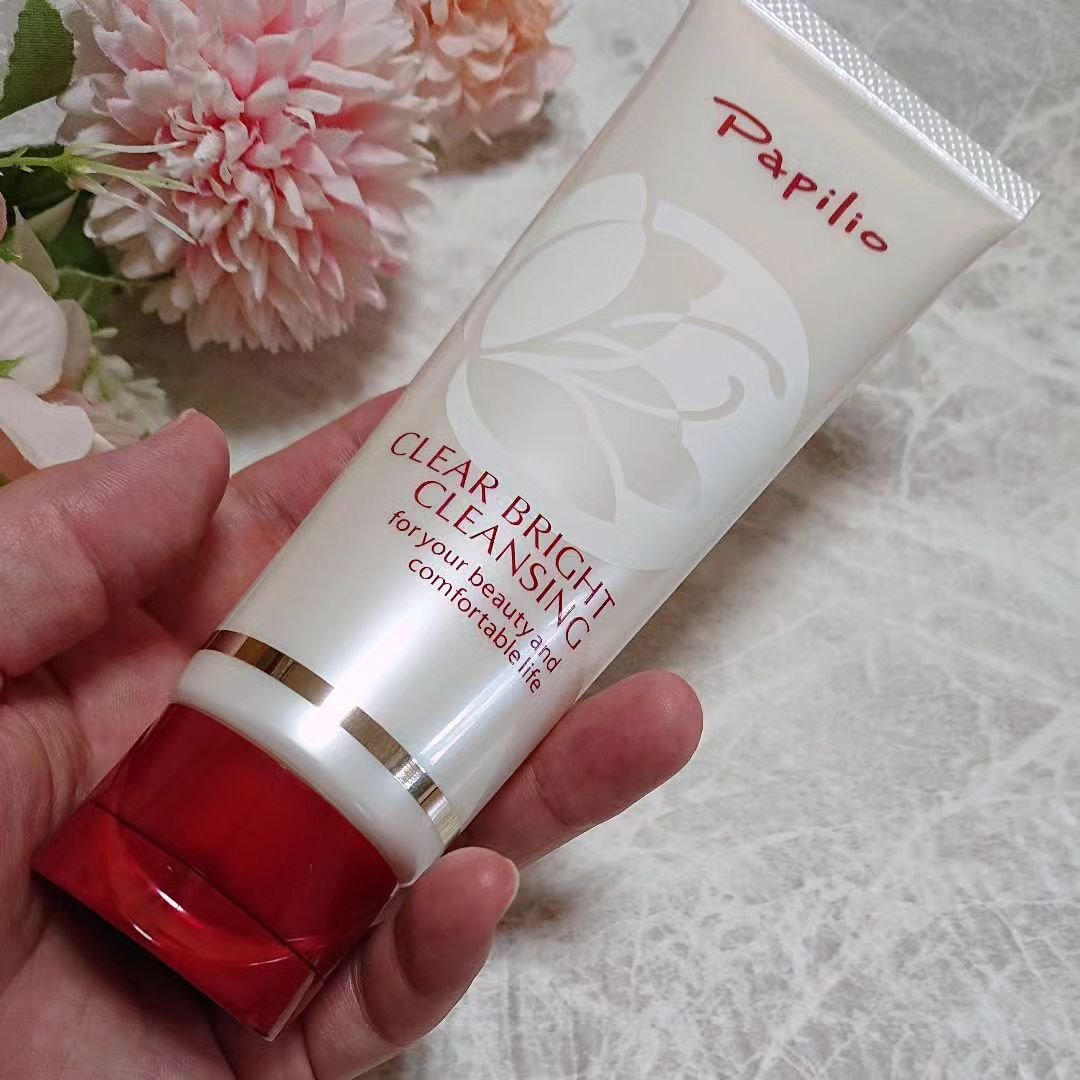 Papilio
CLEAR BRIGHT
CLEANSING
for your beauty and
comfortable life